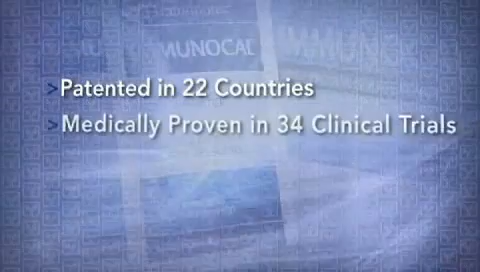 MUNOCAL
>Patented in 22 Countries
>Medically Proven in 34 Clinical Trials